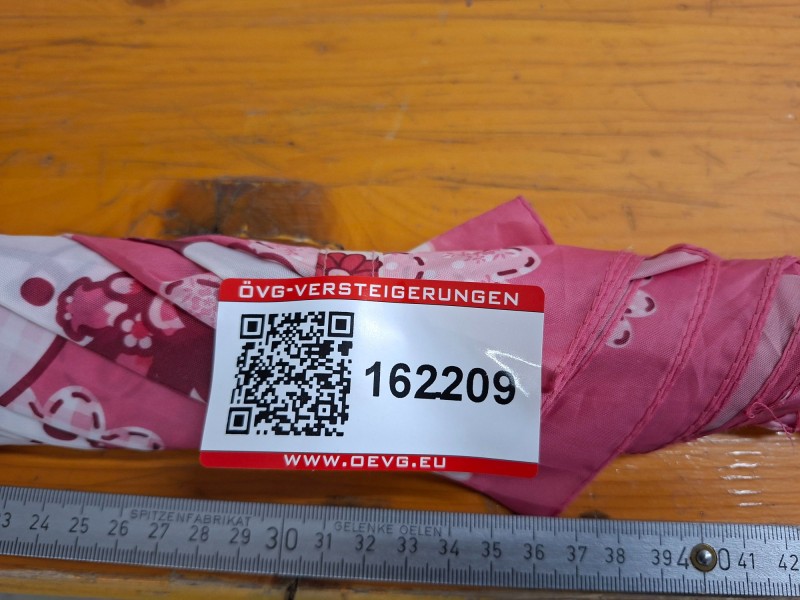 ÖVG-VERSTEIGERUNGEN
162209
WWW.OEVG.EU
SPITZENFABRIKAT GELENKE OELEN
23 24 25 26 27 28 29 30 31 32 33 34 35 36 37 38 39 40 41 42